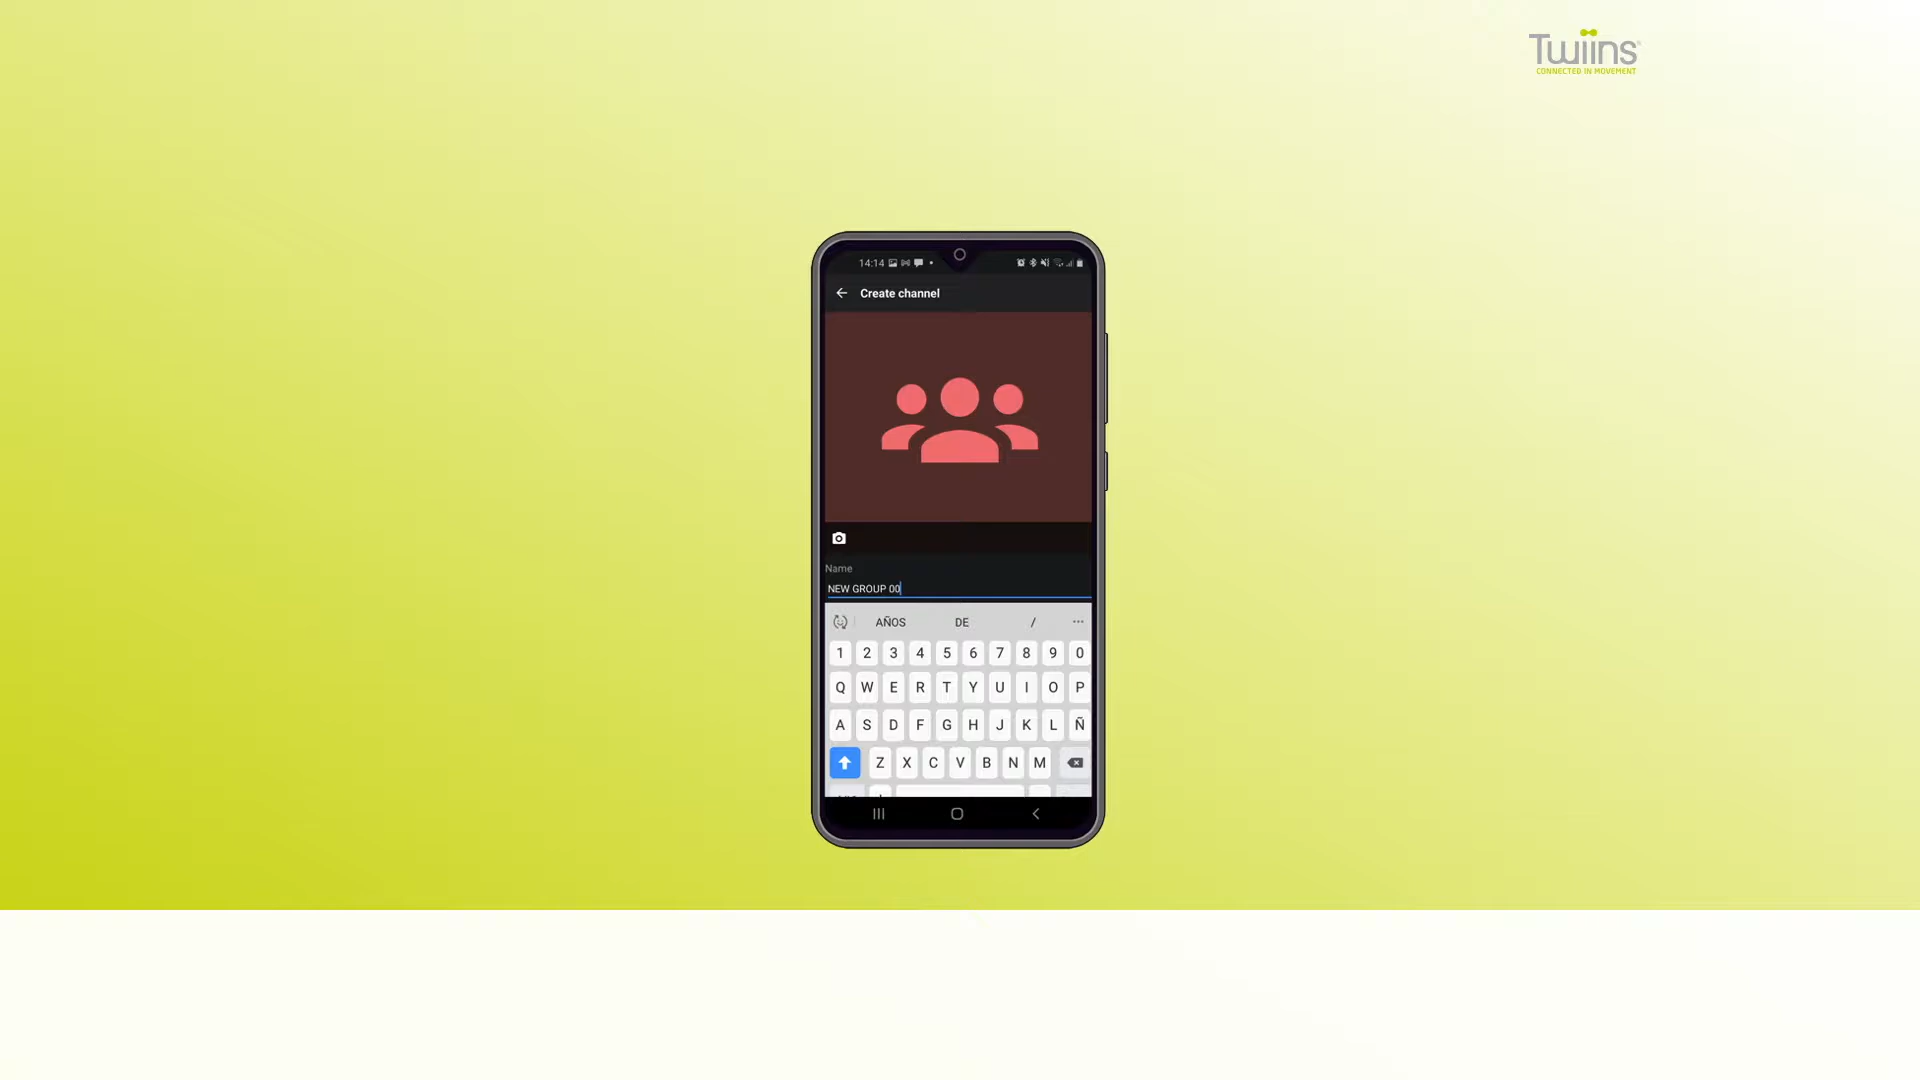 Twiins
CONNECTED IN MOVEMENT
14:14
Create channel
Name
NEW GROUP 00
AÑOS DE / ...
1 2 3 4 5 6 7 8 9 0
Q W E R T Y U I O P
A S D F G H J K L Ñ
Z X C V B N M